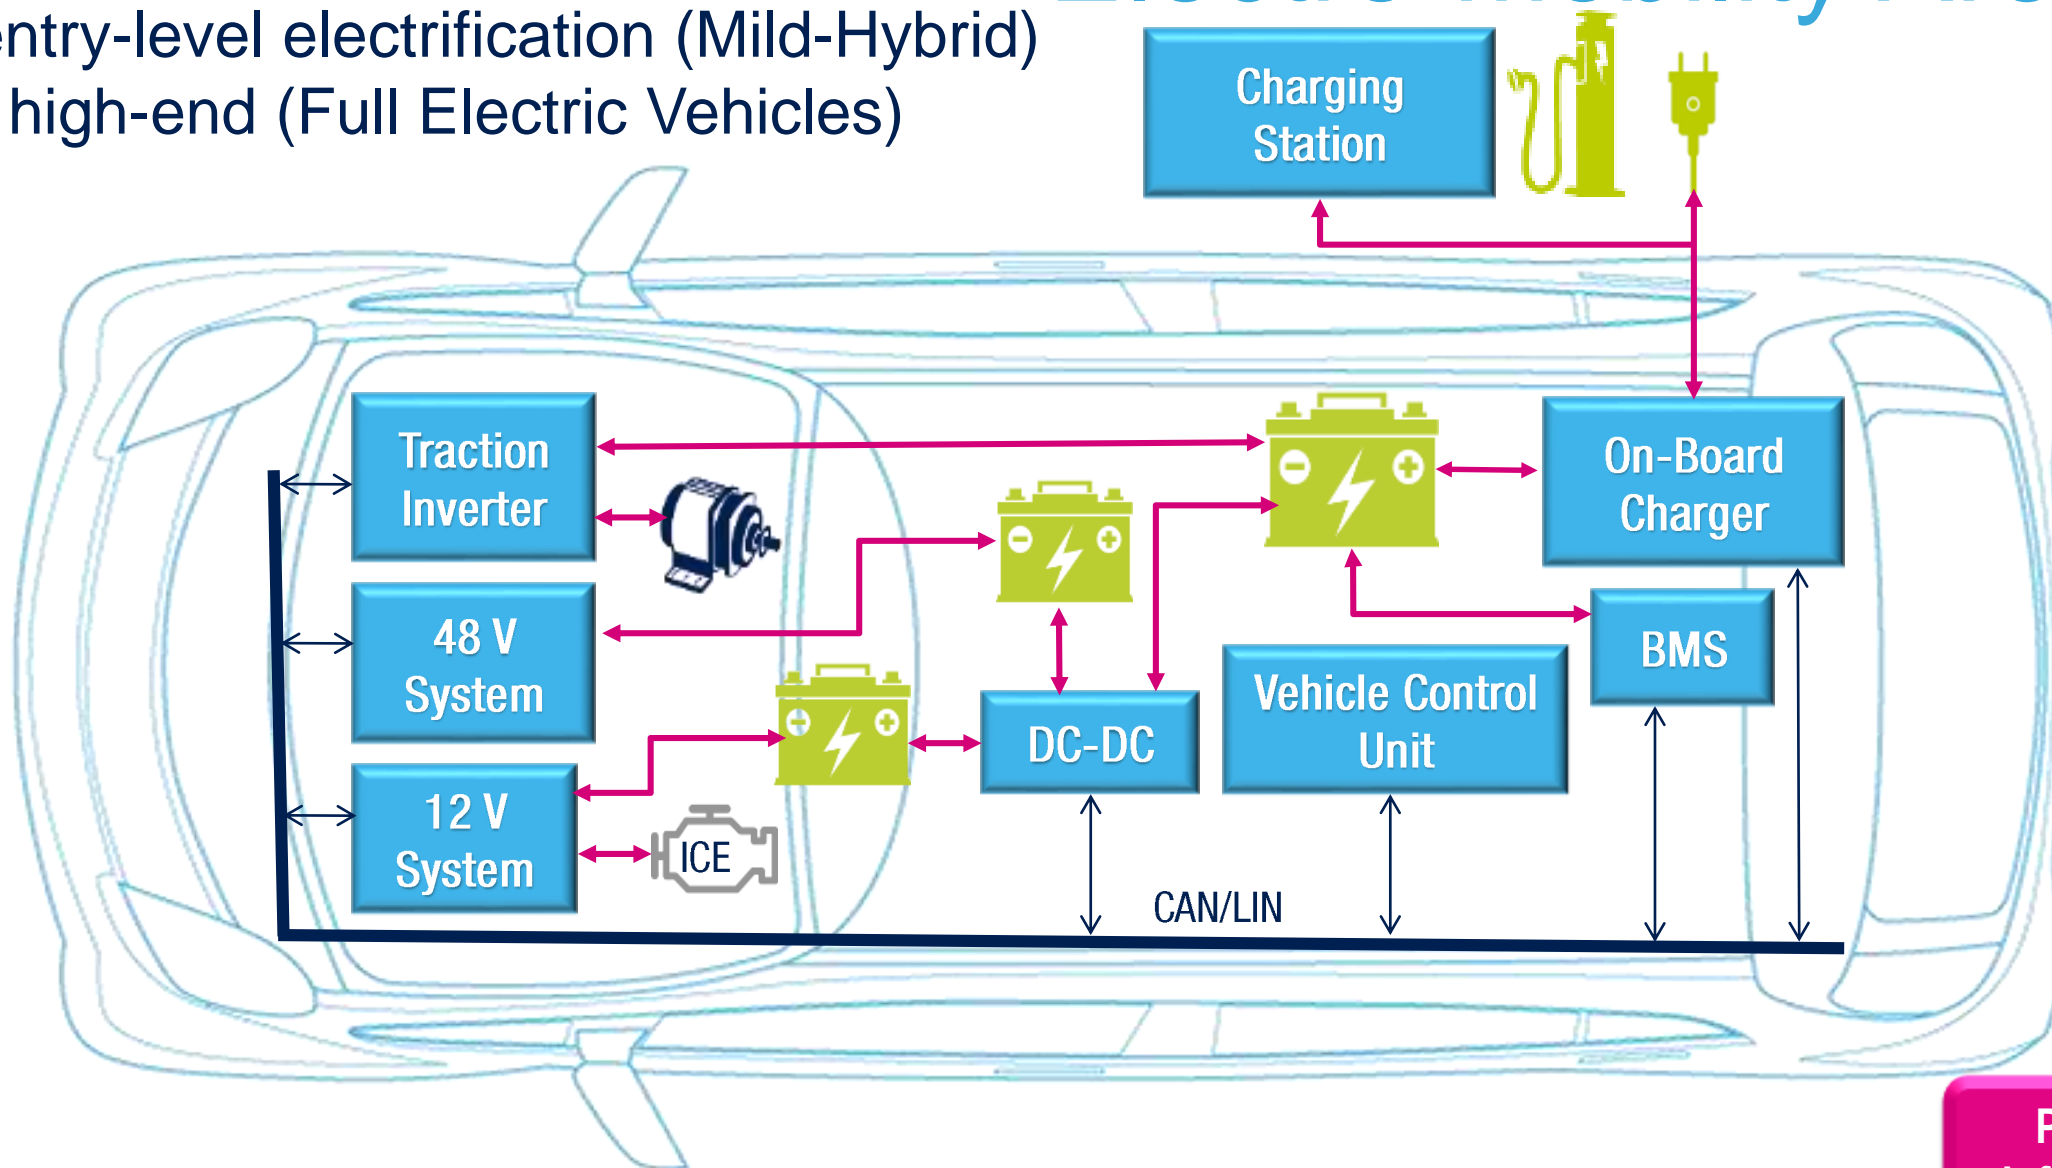 entry-level electrification (Mild-Hybrid)
high-end (Full Electric Vehicles)
Charging
Station
Traction
Inverter
On-Board
Charger
48 V
System
BMS
Vehicle Control
Unit
DC-DC
12 V
System
ICE
CAN/LIN